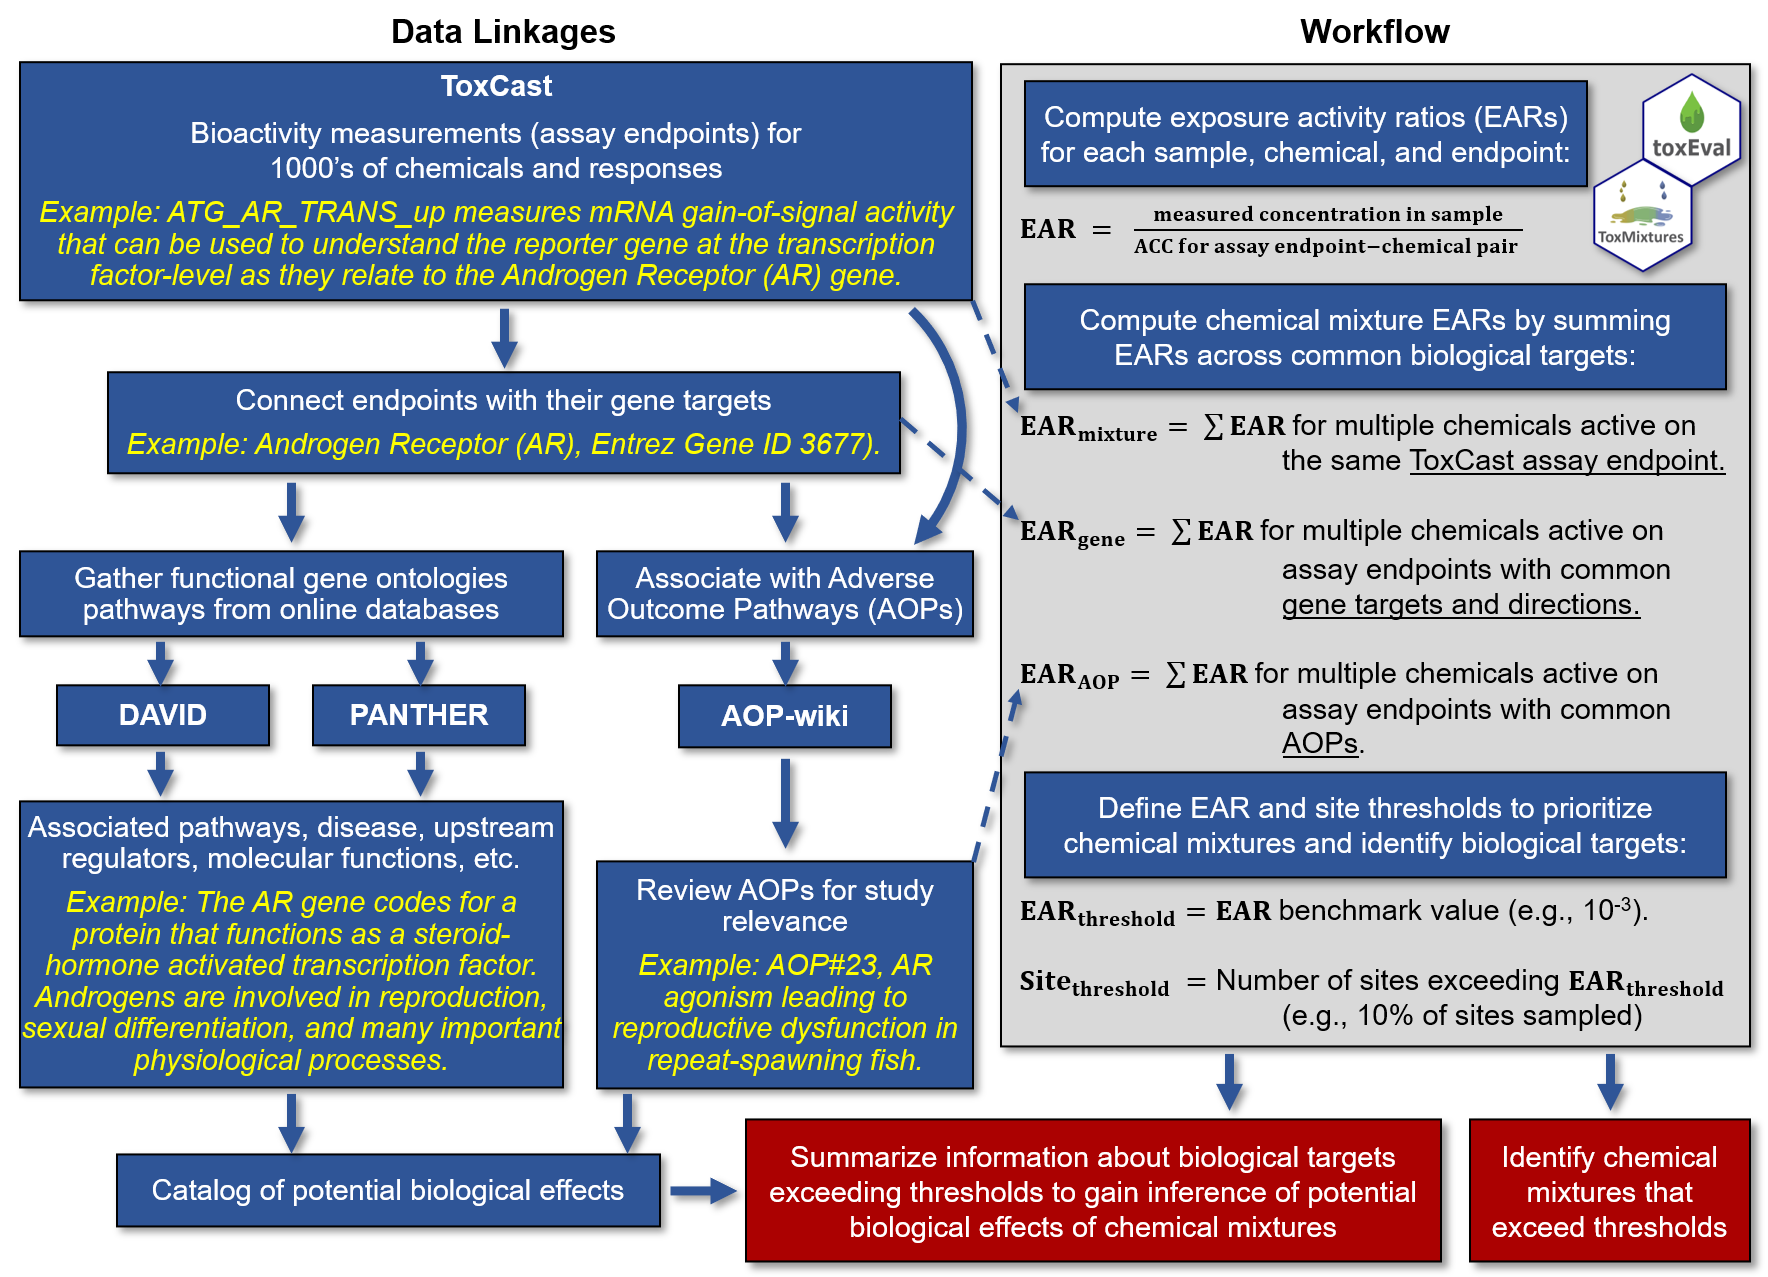 Data Linkages
ToxCast
Bioactivity measurements (assay endpoints) for
1000's of chemicals and responses
Example: ATG_AR_TRANS_up measures mRNA gain-of-signal activity
that can be used to understand the reporter gene at the transcription
factor-level as they relate to the Androgen Receptor (AR) gene.
Connect endpoints with their gene targets
Example: Androgen Receptor (AR), Entrez Gene ID 3677).
Gather functional gene ontologies
pathways from online databases
Associate with Adverse
Outcome Pathways (AOPs)
DAVID
PANTHER
AOP-wiki
Associated pathways, disease, upstream
regulators, molecular functions, etc.
Example: The AR gene codes for a
protein that functions as a steroid-
hormone activated transcription factor.
Androgens are involved in reproduction,
sexual differentiation, and many important
physiological processes.
Review AOPs for study
relevance
Example: AOP#23, AR
agonism leading to
reproductive dysfunction in
repeat-spawning fish.
Catalog of potential biological effects
Workflow
Compute exposure activity ratios (EARs)
for each sample, chemical, and endpoint:
toxEval
ToxMixtures
EAR = measured concentration in sample
ACC for assay endpoint−chemical pair
Compute chemical mixture EARs by summing
EARs across common biological targets:
EARmixture = ∑ EAR for multiple chemicals active on
the same ToxCast assay endpoint.
EARgene = ∑ EAR for multiple chemicals active on
assay endpoints with common
gene targets and directions.
EARAOP = ∑ EAR for multiple chemicals active on
assay endpoints with common
AOPs.
Define EAR and site thresholds to prioritize
chemical mixtures and identify biological targets:
EARthreshold = EAR benchmark value (e.g., 10-3).
Sitethreshold = Number of sites exceeding EARthreshold
(e.g., 10% of sites sampled)
Summarize information about biological targets
exceeding thresholds to gain inference of potential
biological effects of chemical mixtures
Identify chemical
mixtures that
exceed thresholds